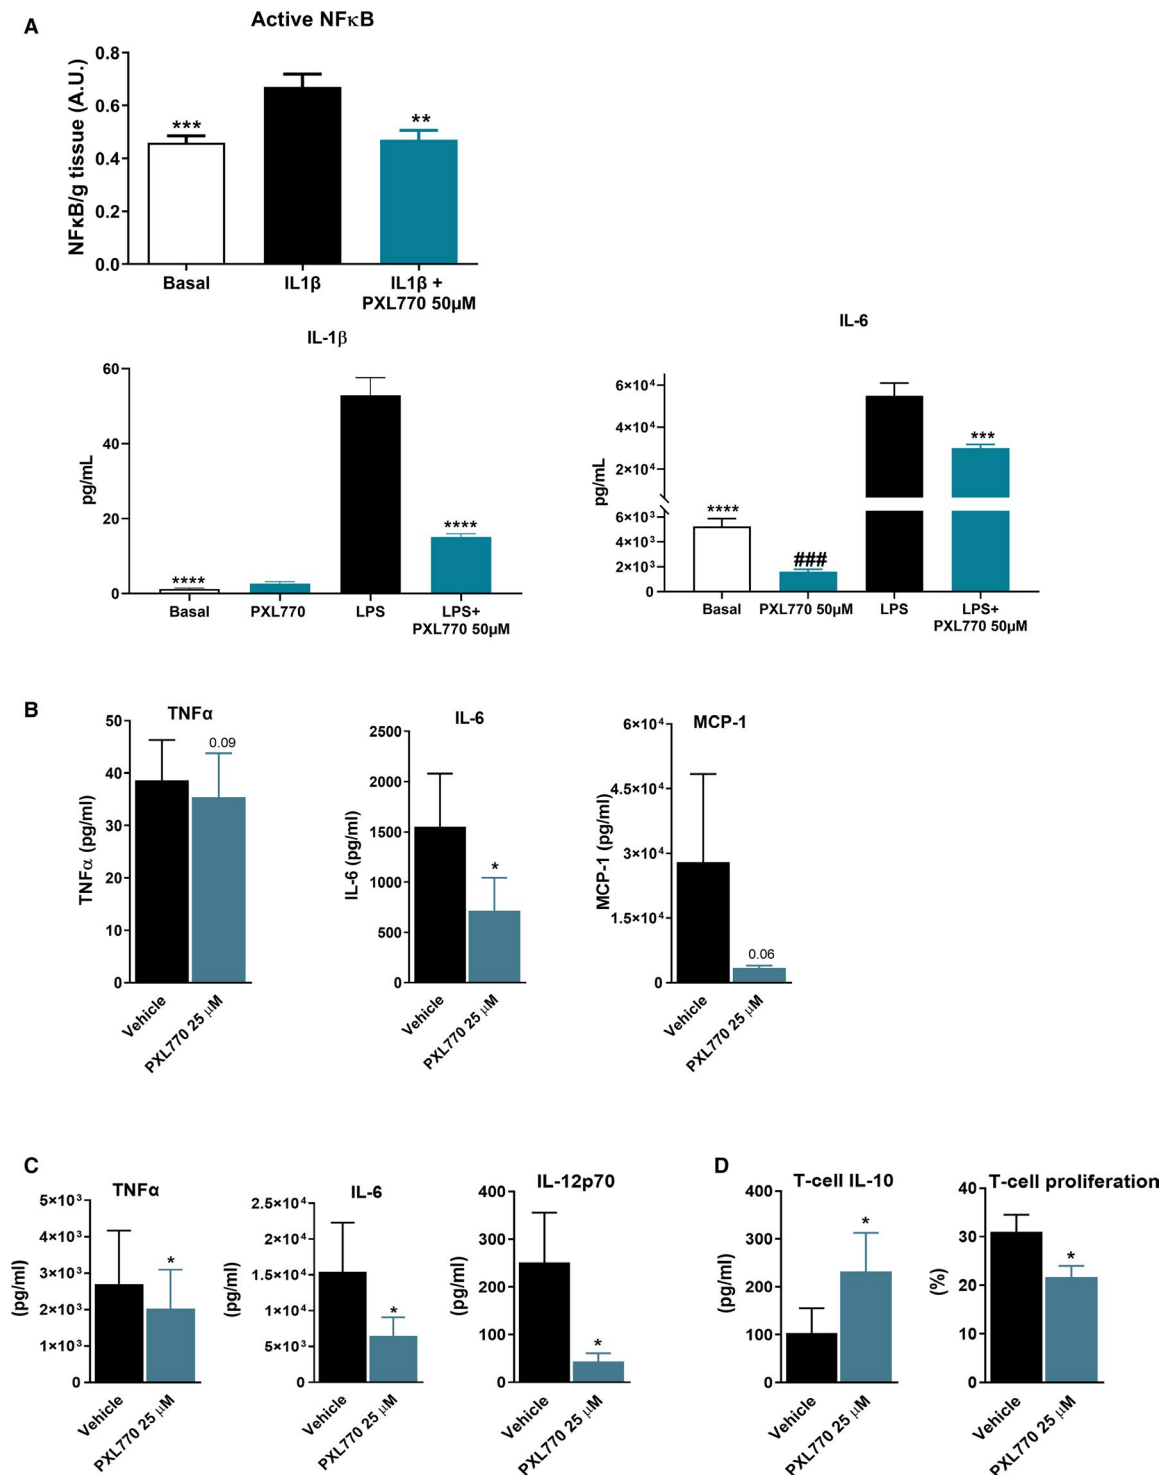 A
Active NFκB
NFκB/g tissue (A.U.)
0.8
0.6
0.4
0.2
0.0
***
**
Basal
IL1β
IL1β +
PXL770 50µM
IL-1β
pg/mL
60
40
20
0
****
****
Basal
PXL770
LPS
LPS+
PXL770 50µM
IL-6
pg/mL
6×10⁴
4×10⁴
2×10⁴
6×10³
4×10³
2×10³
0
****
###
***
Basal
PXL770 50µM
LPS
LPS+
PXL770 50µM
B
TNFα
TNFα (pg/ml)
50
40
30
20
10
0
0.09
Vehicle
PXL770 25 µM
IL-6
IL-6 (pg/ml)
2500
2000
1500
1000
500
0
*
Vehicle
PXL770 25 µM
MCP-1
MCP-1 (pg/ml)
6×10⁴
4.5×10⁴
3×10⁴
1.5×10⁴
0
0.06
Vehicle
PXL770 25 µM
C
TNFα
(pg/ml)
5×10³
4×10³
3×10³
2×10³
1×10³
0
*
Vehicle
PXL770 25 µM
IL-6
(pg/ml)
2.5×10⁴
2×10⁴
1.5×10⁴
1×10⁴
5×10³
0
*
Vehicle
PXL770 25 µM
IL-12p70
(pg/ml)
400
300
200
100
0
*
Vehicle
PXL770 25 µM
D
T-cell IL-10
(pg/ml)
400
300
200
100
0
*
Vehicle
PXL770 25 µM
T-cell proliferation
(%)
40
30
20
10
0
*
Vehicle
PXL770 25 µM